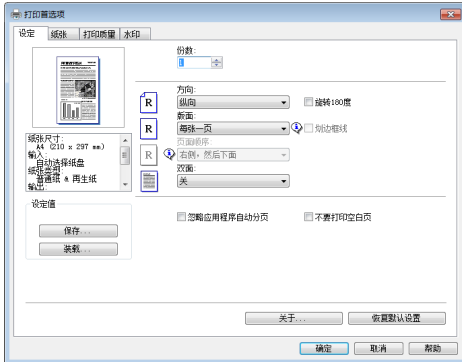 打印首选项
设定 纸张 打印质量 水印
份数:
1
方向:
纵向
旋转180度
版面
每张一页
划边框线
页面顺序:
右侧，然后下面
双面:
关
纸张尺寸:
A4 (210 x 297 mm)
输入:
自动选择纸盘
纸张类型:
普通纸 & 再生纸
输出:
设定值
保存...
装载...
忽略应用程序自动分页
不要打印空白页
关于...
恢复默认设置
确定 取消 帮助